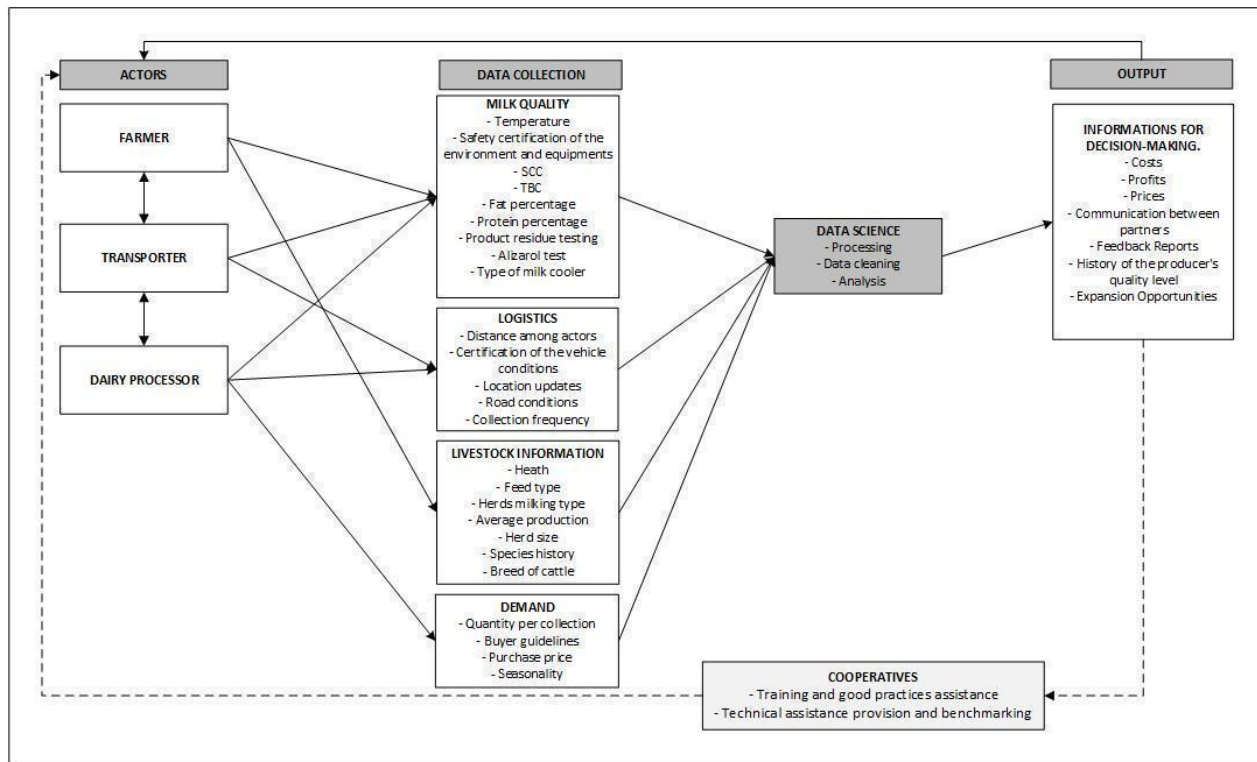 ACTORS
FARMER
TRANSPORTER
DAIRY PROCESSOR
DATA COLLECTION
MILK QUALITY
- Temperature
- Safety certification of the
environment and equipments
- SCC
- TBC
- Fat percentage
- Protein percentage
- Product residue testing
- Alizarol test
- Type of milk cooler
LOGISTICS
- Distance among actors
- Certification of the vehicle
conditions
- Location updates
- Road conditions
- Collection frequency
LIVESTOCK INFORMATION
- Heath
- Feed type
- Herds milking type
- Average production
- Herd size
- Species history
- Breed of cattle
DEMAND
- Quantity per collection
- Buyer guidelines
- Purchase price
- Seasonality
DATA SCIENCE
- Processing
- Data cleaning
- Analysis
OUTPUT
INFORMATIONS FOR
DECISION-MAKING.
- Costs
- Profits
- Prices
- Communication between
partners
- Feedback Reports
- History of the producer's
quality level
- Expansion Opportunities
COOPERATIVES
- Training and good practices assistance
- Technical assistance provision and benchmarking